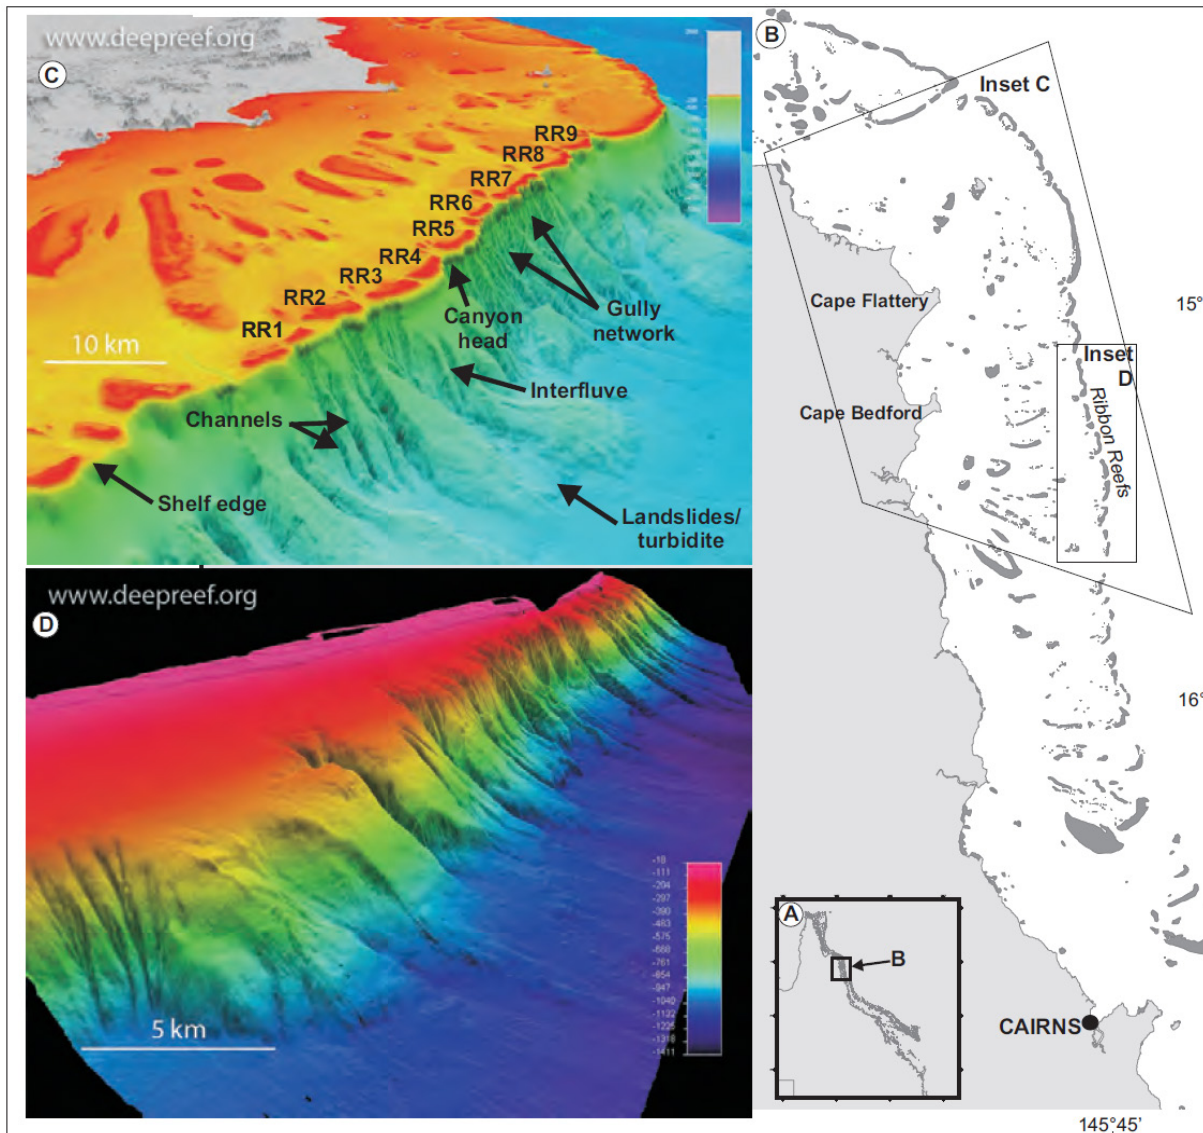 www.deepreef.org
C
RR9
RR8
RR7
RR6
RR5
RR4
RR3
RR2
RR1
10 km
Canyon
head
Gully
network
Interfluve
Channels
Shelf edge
Landslides/
turbidite
www.deepreef.org
D
5 km
-18
-111
-204
-297
-390
-483
-575
-668
-761
-854
-947
-1040
-1132
-1225
-1318
-1411
B
Inset C
Cape Flattery
15°
Inset
D
Cape Bedford
Ribbon Reefs
16°
A
B
CAIRNS
145°45'